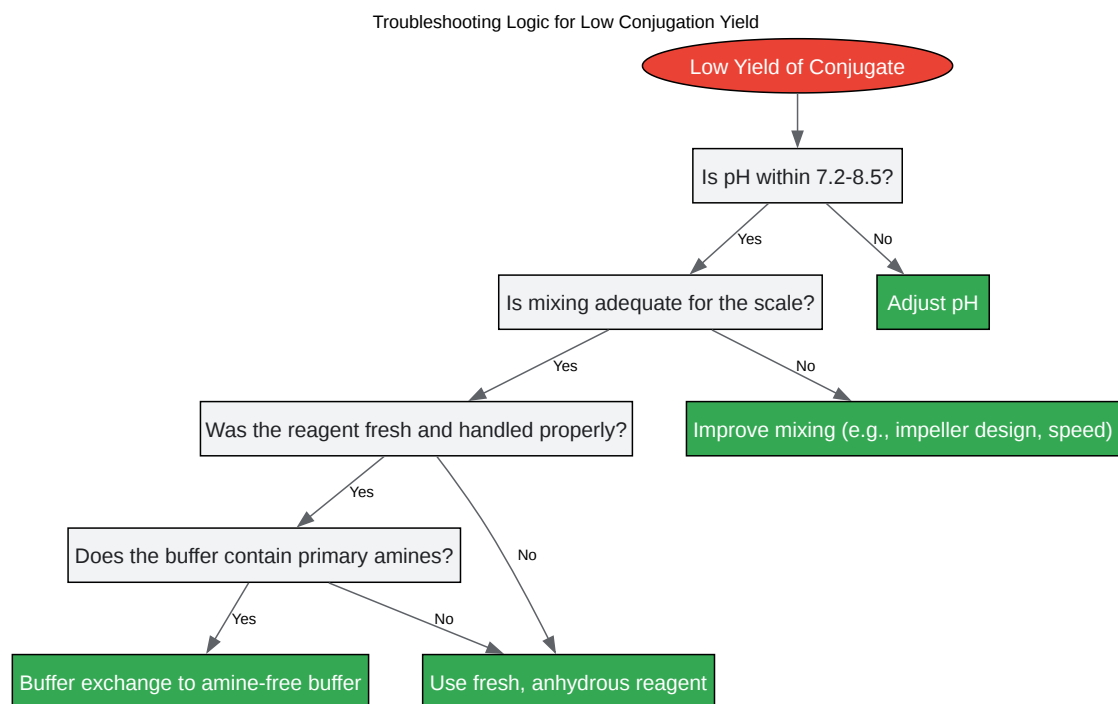 Troubleshooting Logic for Low Conjugation Yield
Low Yield of Conjugate
Is pH within 7.2-8.5?
Yes
No
Is mixing adequate for the scale?
Adjust pH
Yes
No
Was the reagent fresh and handled properly?
Improve mixing (e.g., impeller design, speed)
Yes
No
Does the buffer contain primary amines?
Yes
No
Buffer exchange to amine-free buffer
Use fresh, anhydrous reagent